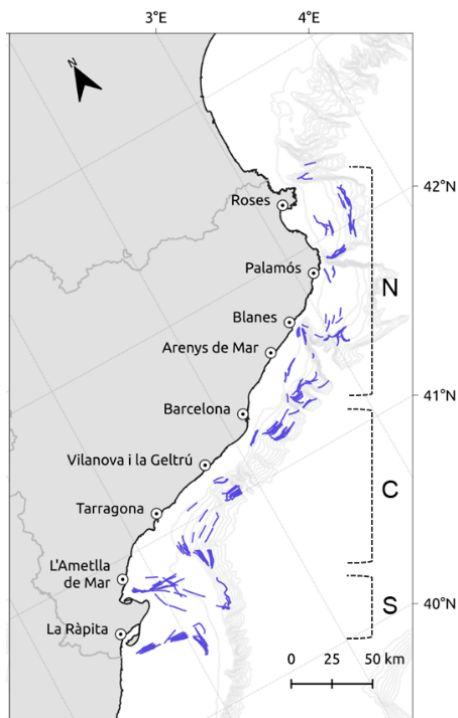 3°E
4°E
N
Roses
42°N
Palamós
N
Blanes
Arenys de Mar
Barcelona
41°N
Vilanova i la Geltrú
C
Tarragona
L'Ametlla
de Mar
S
40°N
La Ràpita
0 25 50 km